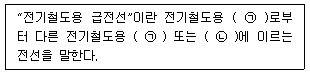 “전기철도용 급전선”이란 전기철도용 ( ㉠ )로부
터 다른 전기철도용 ( ㉠ ) 또는 ( ㉡ )에 이르는
전선을 말한다.